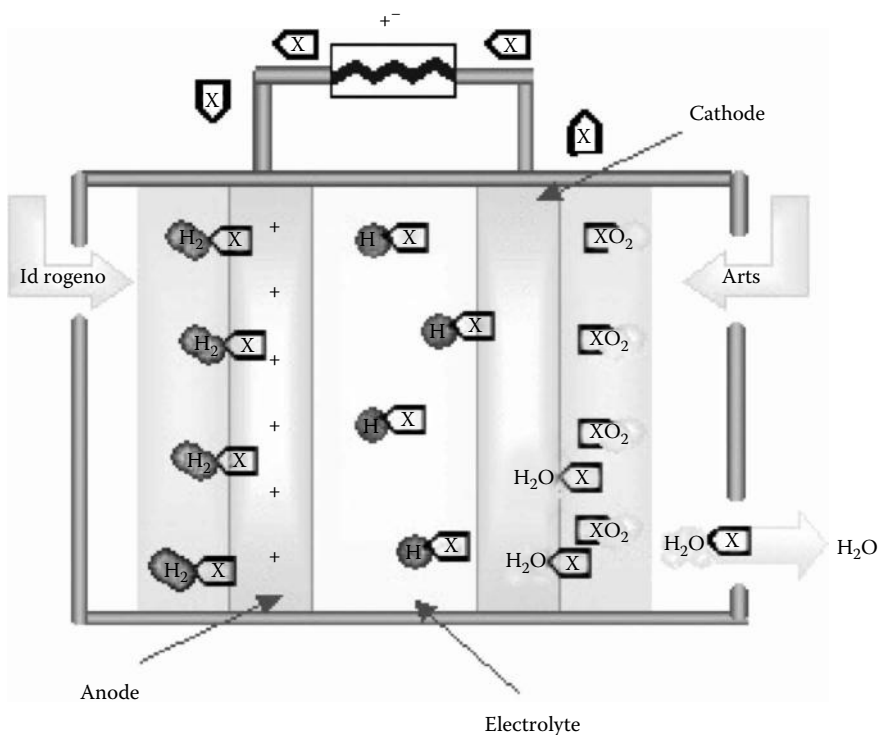 +−
X
X
X
X
Cathode
H₂ X
+
H X
XO₂
Id rogeno
Arts
+
H X
H₂ X
XO₂
+
H X
+
XO₂
H₂ X
H₂O X
+
XO₂
H X
H₂O X
H₂O
H₂ X
+
H₂O X
Anode
Electrolyte